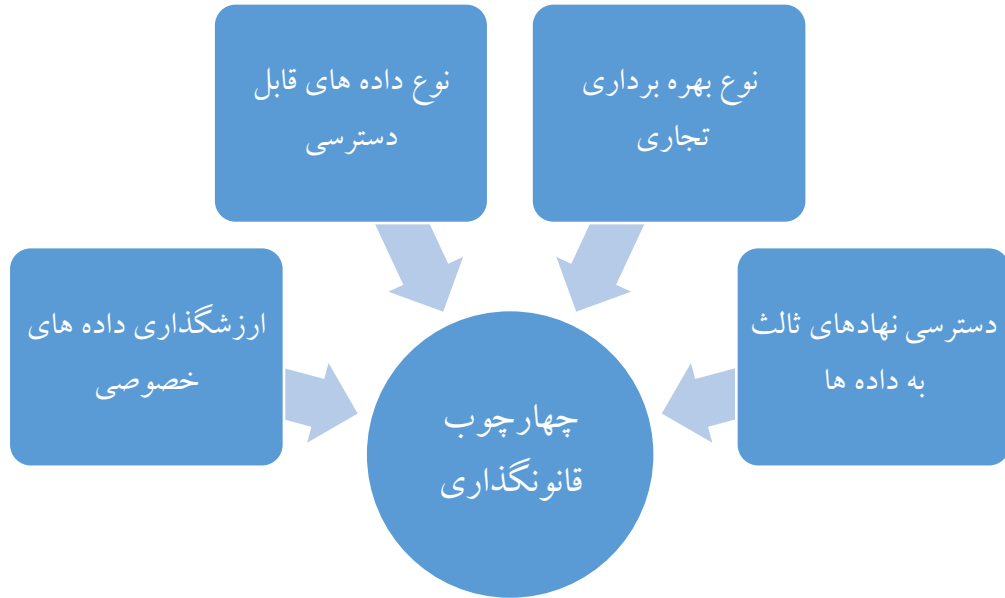 نوع بهره برداری
تجاری
نوع داده های قابل
دسترسی
دسترسی نهادهای ثالث
به داده ها
ارزشگذاری داده های
خصوصی
چهارچوب
قانونگذاری